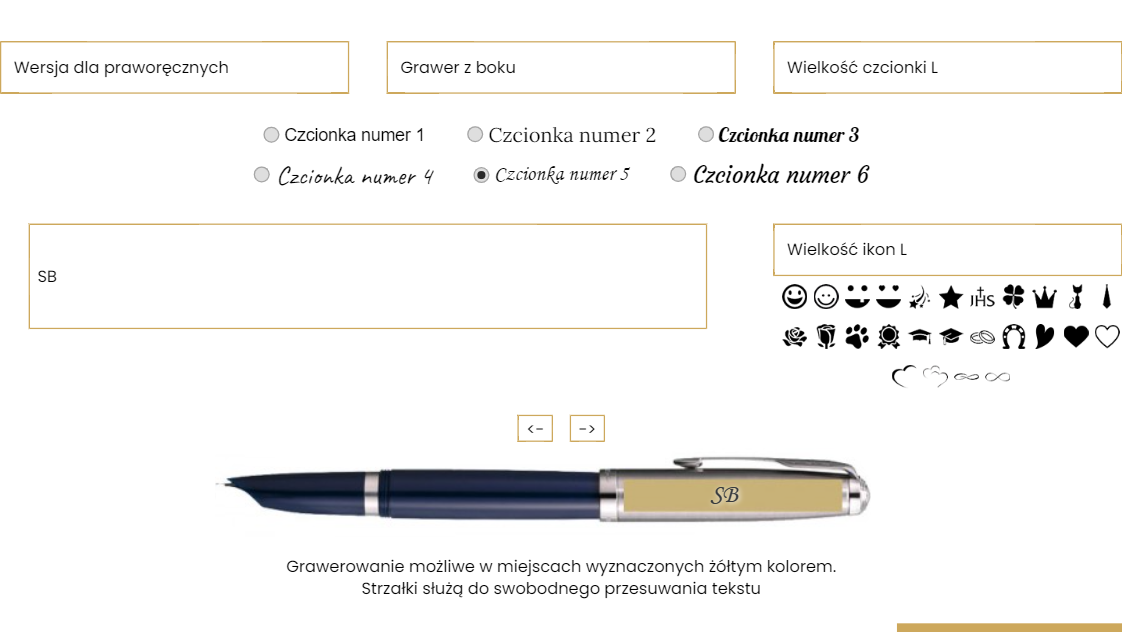 Wersja dla praworęcznych
Grawer z boku
Wielkość czcionki L
Czcionka numer 1
Czcionka numer 2
Czcionka numer 3
Czcionka numer 4
Czcionka numer 5
Czcionka numer 6
SB
Wielkość ikon L
JHS
<-
->
SB
Grawerowanie możliwe w miejscach wyznaczonych żółtym kolorem.
Strzałki służą do swobodnego przesuwania tekstu